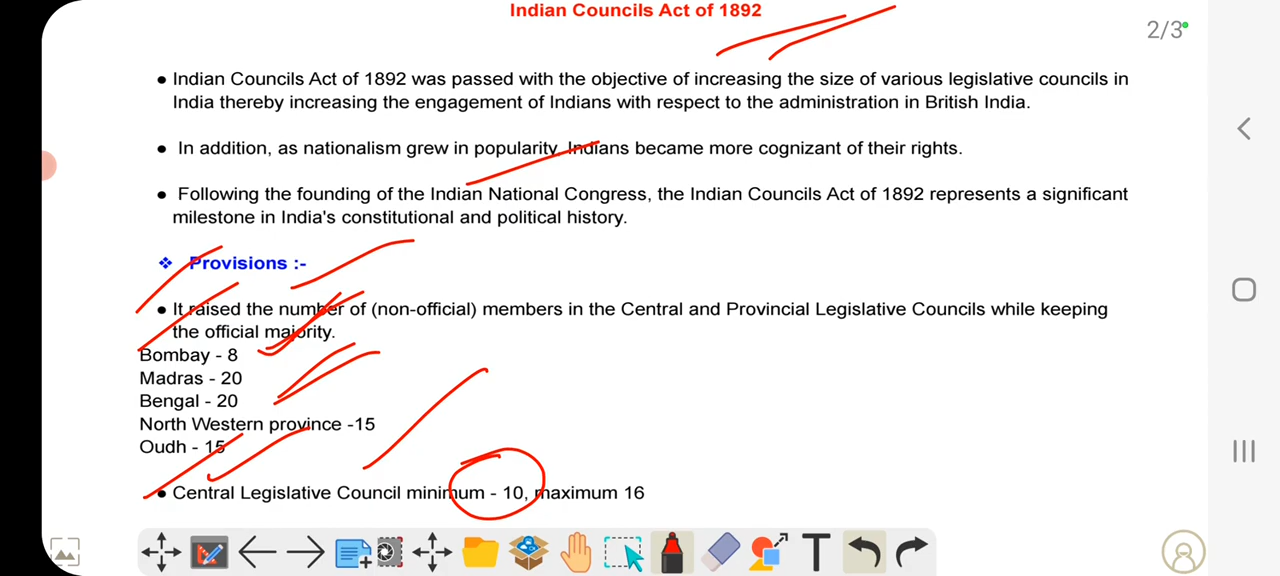 Indian Councils Act of 1892
2/3
● Indian Councils Act of 1892 was passed with the objective of increasing the size of various legislative councils in
India thereby increasing the engagement of Indians with respect to the administration in British India.
● In addition, as nationalism grew in popularity, Indians became more cognizant of their rights.
● Following the founding of the Indian National Congress, the Indian Councils Act of 1892 represents a significant
milestone in India's constitutional and political history.
❖ Provisions :-
● It raised the number of (non-official) members in the Central and Provincial Legislative Councils while keeping
the official majority.
Bombay - 8
Madras - 20
Bengal - 20
North Western province -15
Oudh - 15
● Central Legislative Council minimum - 10, maximum 16